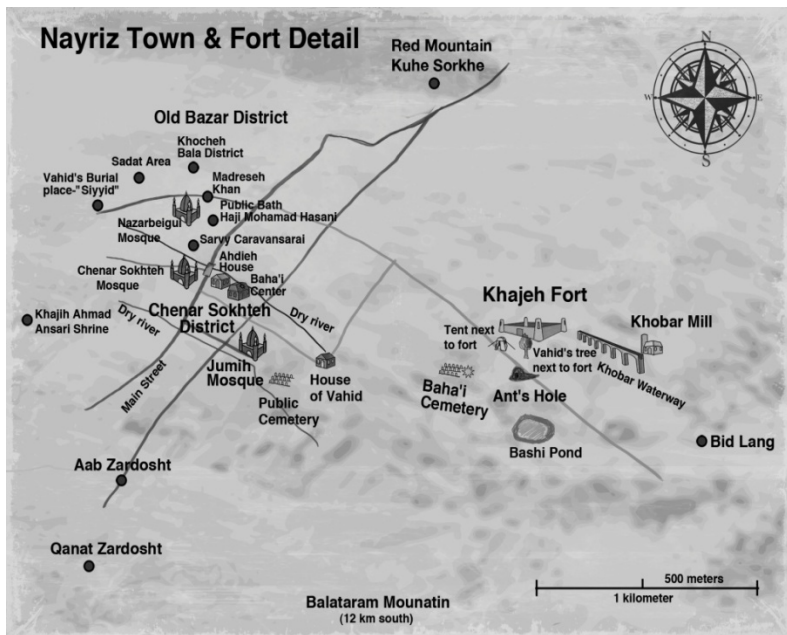 Nayriz Town & Fort Detail
Red Mountain
Kuhe Sorkhe
N
W
E
S
Old Bazar District
Khocheh
Bala District
Sadat Area
Madreseh
Khan
Vahid's Burial
place-"Siyyid"
Public Bath
Haji Mohamad Hasani
Nazarbeigui
Mosque
Sarvy Caravansarai
Ahdieh
House
Chenar Sokhteh
Mosque
Baha'i
Center
Khajih Ahmad
Ansari Shrine
Dry river
Chenar Sokhteh
District
Dry river
Khajeh Fort
Tent next
to fort
Vahid's tree
next to fort
Khobar Mill
Khobar Waterway
Main Street
Jumih
Mosque
House
of Vahid
Public
Cemetery
Baha'i
Cemetery
Ant's Hole
Bashi Pond
Bid Lang
Aab Zardosht
Qanat Zardosht
500 meters
1 kilometer
Balataram Mounatin
(12 km south)